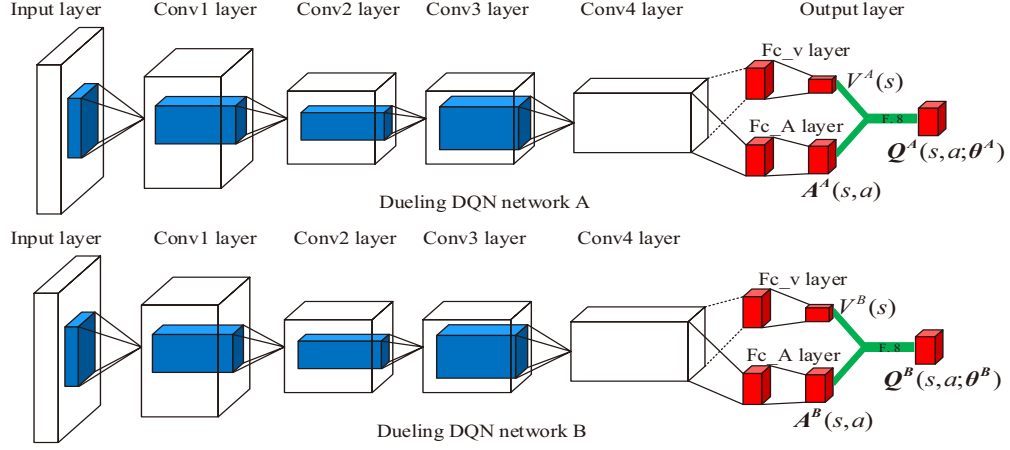 Input layer Conv1 layer Conv2 layer Conv3 layer Conv4 layer Output layer
Fc_v layer
V^A(s)
F. 8
Fc_A layer
Q^A(s,a;θ^A)
A^A(s,a)
Dueling DQN network A
Input layer Conv1 layer Conv2 layer Conv3 layer Conv4 layer
Fc_v layer
V^B(s)
F. 8
Fc_A layer
Q^B(s,a;θ^B)
A^B(s,a)
Dueling DQN network B